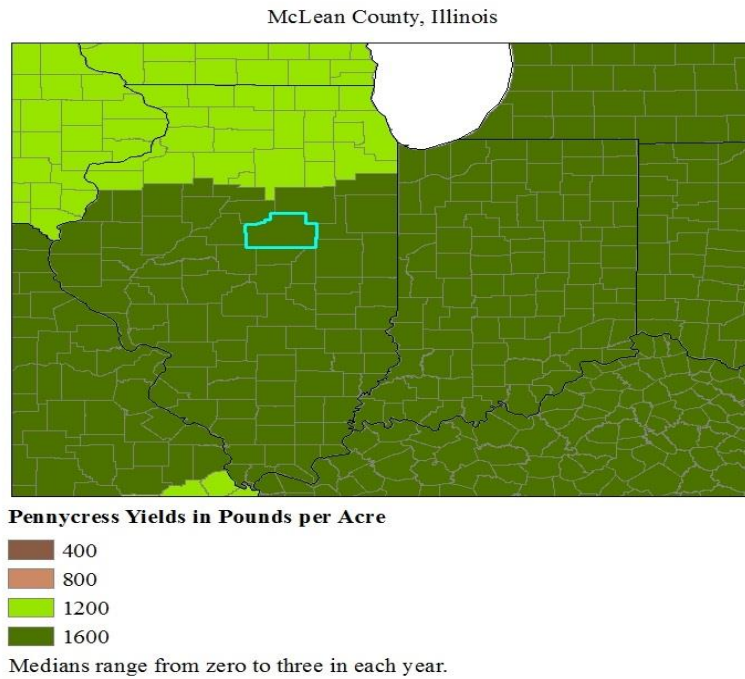 McLean County, Illinois
Pennycress Yields in Pounds per Acre
400
800
1200
1600
Medians range from zero to three in each year.